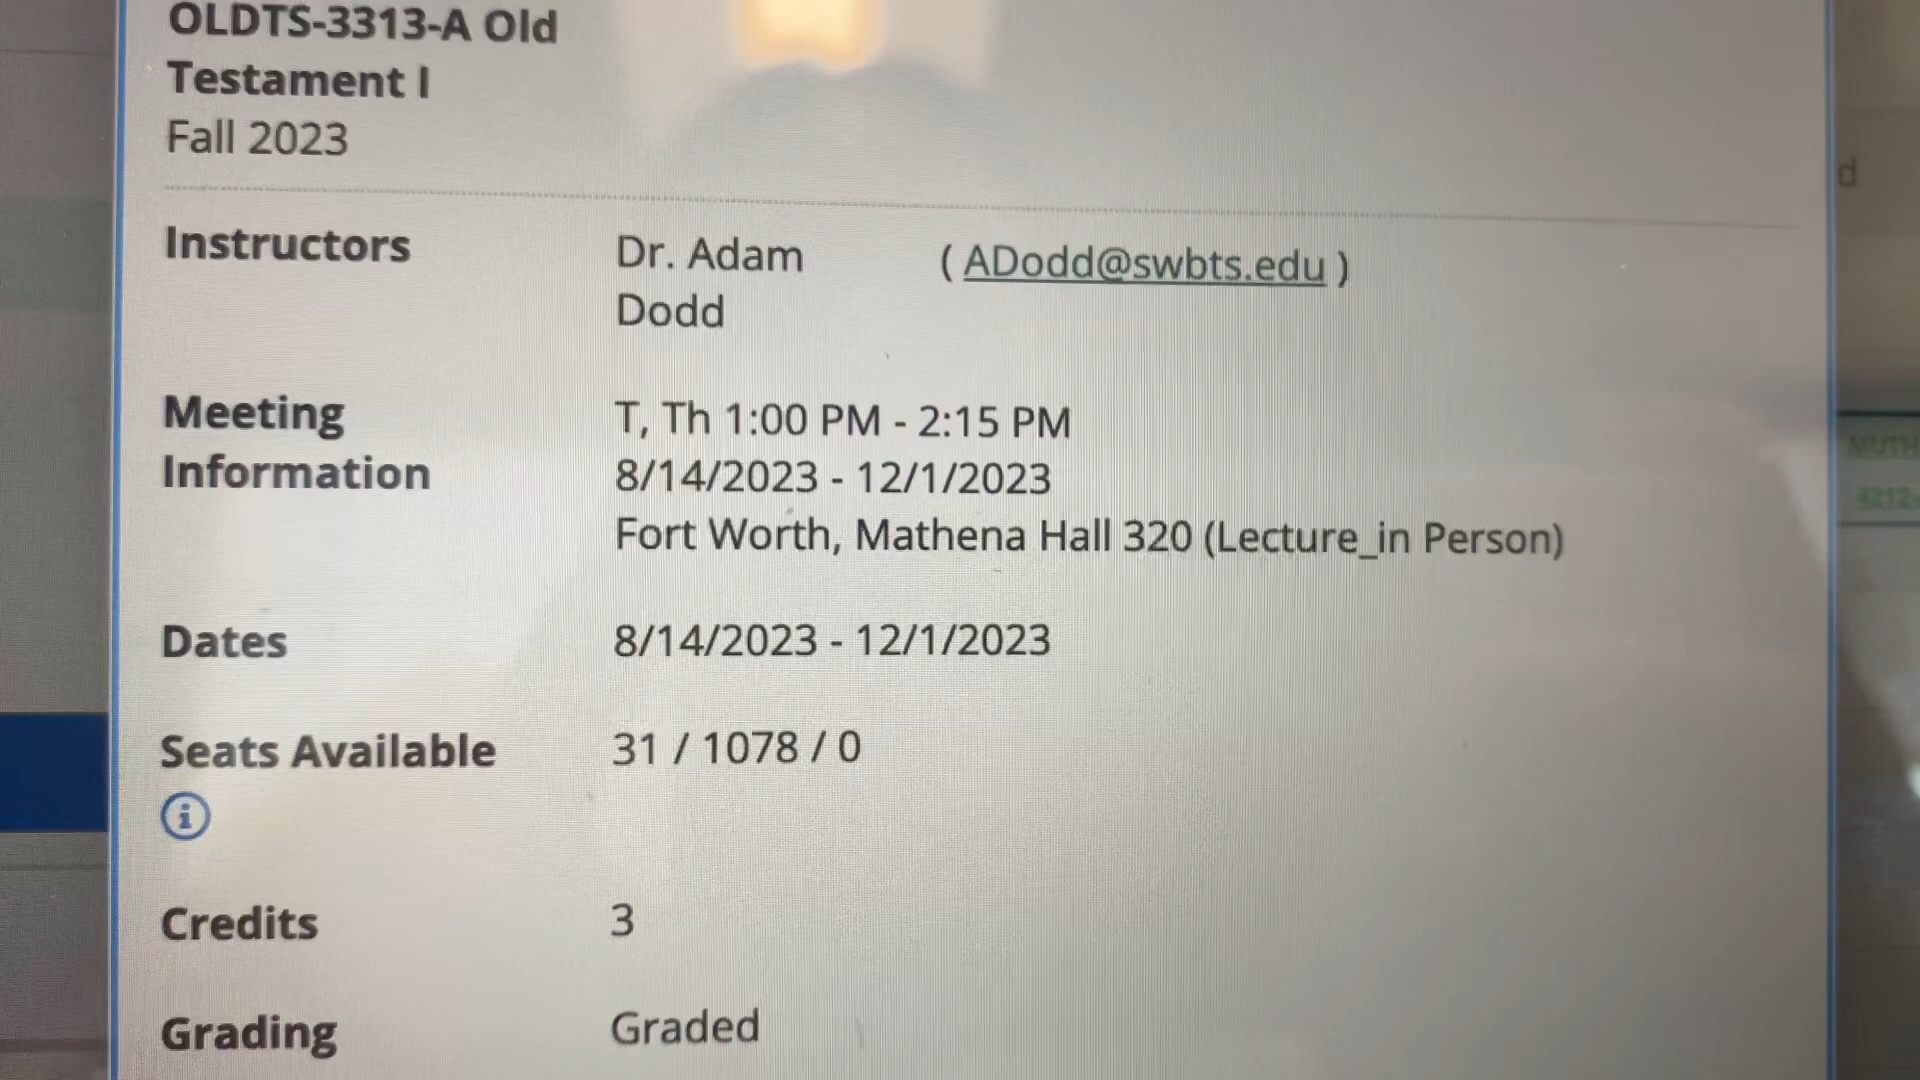 OLDTS-3313-A Old
Testament I
Fall 2023
Instructors
Dr. Adam ( ADodd@swbts.edu )
Dodd
Meeting
Information
T, Th 1:00 PM - 2:15 PM
8/14/2023 - 12/1/2023
Fort Worth, Mathena Hall 320 (Lecture_in Person)
Dates
8/14/2023 - 12/1/2023
Seats Available
31 / 1078 / 0
i
Credits
3
Grading
Graded
d